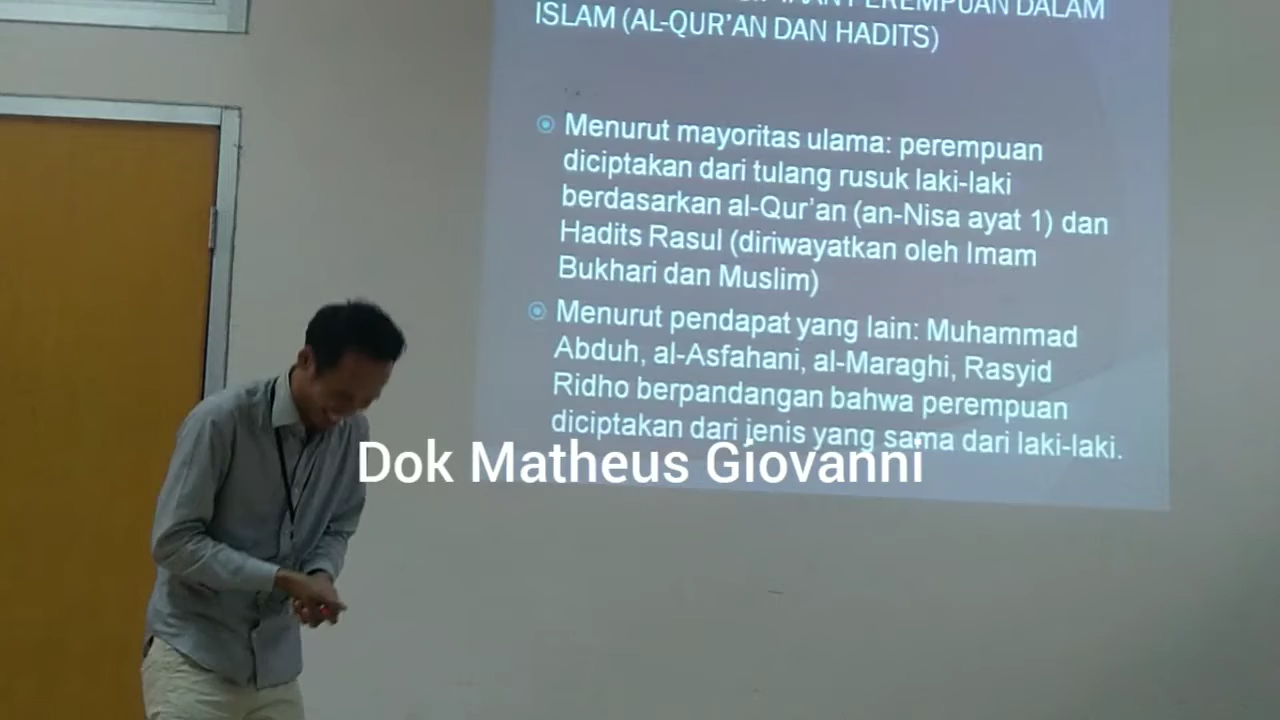 PEREMPUAN DALAM
ISLAM (AL-QUR'AN DAN HADITS)
Menurut mayoritas ulama: perempuan
diciptakan dari tulang rusuk laki-laki
berdasarkan al-Qur'an (an-Nisa ayat 1) dan
Hadits Rasul (diriwayatkan oleh Imam
Bukhari dan Muslim)
Menurut pendapat yang lain: Muhammad
Abduh, al-Asfahani, al-Maraghi, Rasyid
Ridho berpandangan bahwa perempuan
diciptakan dari jenis yang sama dari laki-laki.
Dok Matheus Giovanni